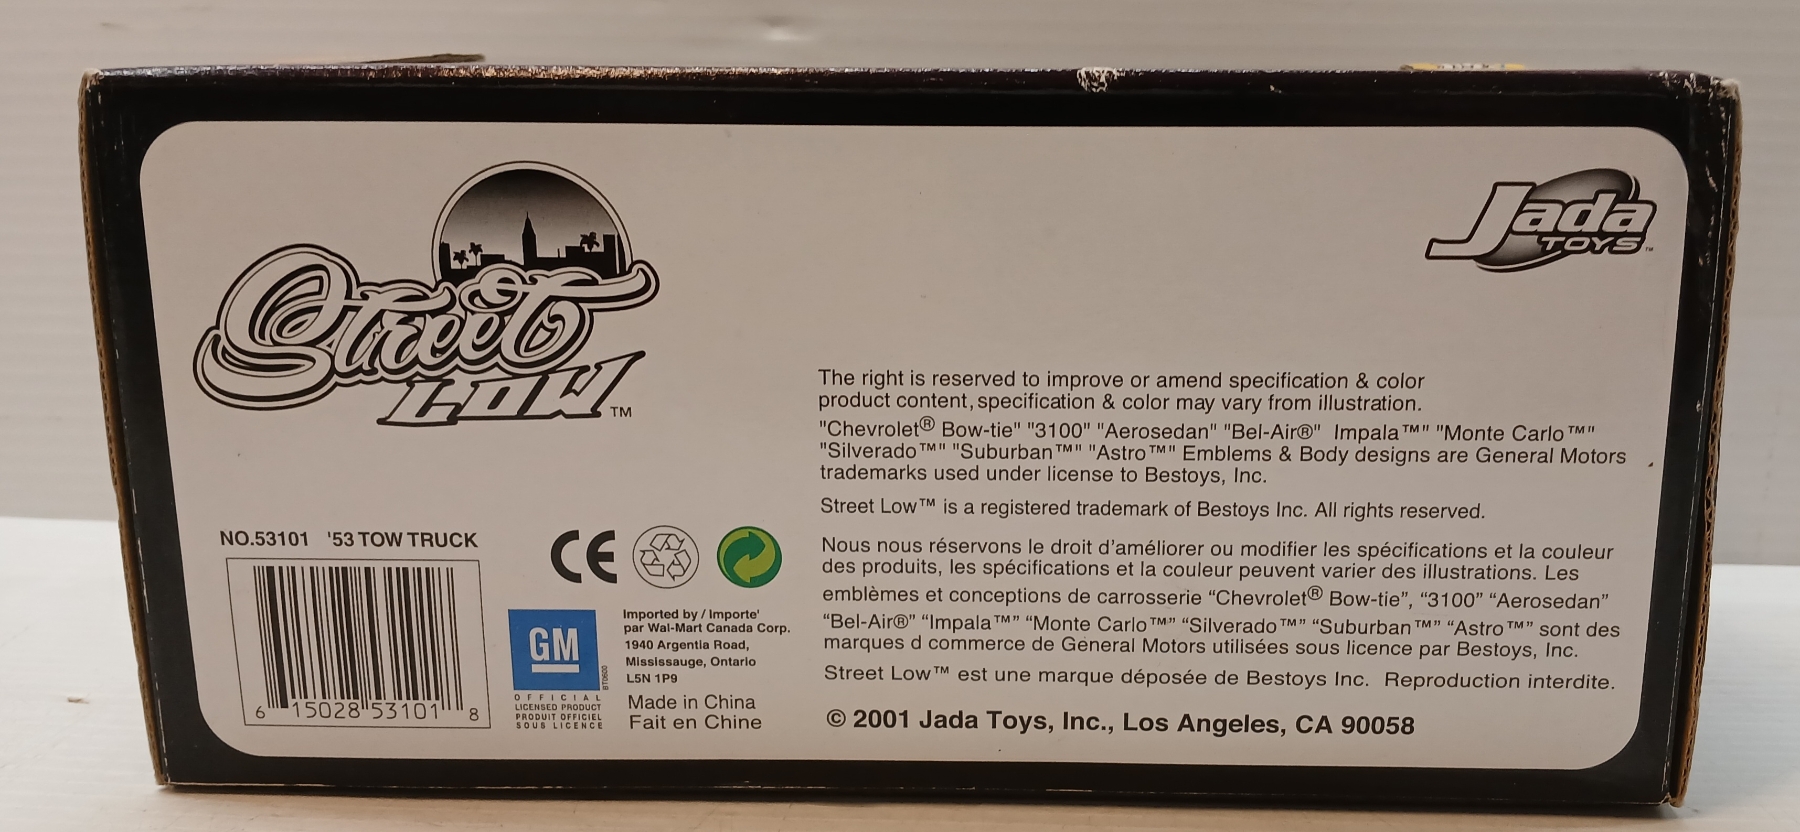 Street
LOW TM
Jada
TOYS TM
The right is reserved to improve or amend specification & color
product content, specification & color may vary from illustration.
"Chevrolet® Bow-tie" "3100" "Aerosedan" "Bel-Air®" Impala™" "Monte Carlo™"
"Silverado™" "Suburban™" "Astro™" Emblems & Body designs are General Motors
trademarks used under license to Bestoys, Inc.
Street Low™ is a registered trademark of Bestoys Inc. All rights reserved.
Nous nous réservons le droit d'améliorer ou modifier les spécifications et la couleur
des produits, les spécifications et la couleur peuvent varier des illustrations. Les
emblèmes et conceptions de carrosserie “Chevrolet® Bow-tie”, “3100” “Aerosedan”
“Bel-Air®” “Impala™” “Monte Carlo™” “Silverado™” “Suburban™” “Astro™” sont des
marques d commerce de General Motors utilisées sous licence par Bestoys, Inc.
Street Low™ est une marque déposée de Bestoys Inc. Reproduction interdite.
© 2001 Jada Toys, Inc., Los Angeles, CA 90058
NO.53101 '53 TOW TRUCK
6 15028 53101 8
CE
GM
BT0600
OFFICIAL
LICENSED PRODUCT
PRODUIT OFFICIEL
SOUS LICENCE
Imported by / Importe'
par Wal-Mart Canada Corp.
1940 Argentia Road,
Mississauge, Ontario
L5N 1P9
Made in China
Fait en Chine